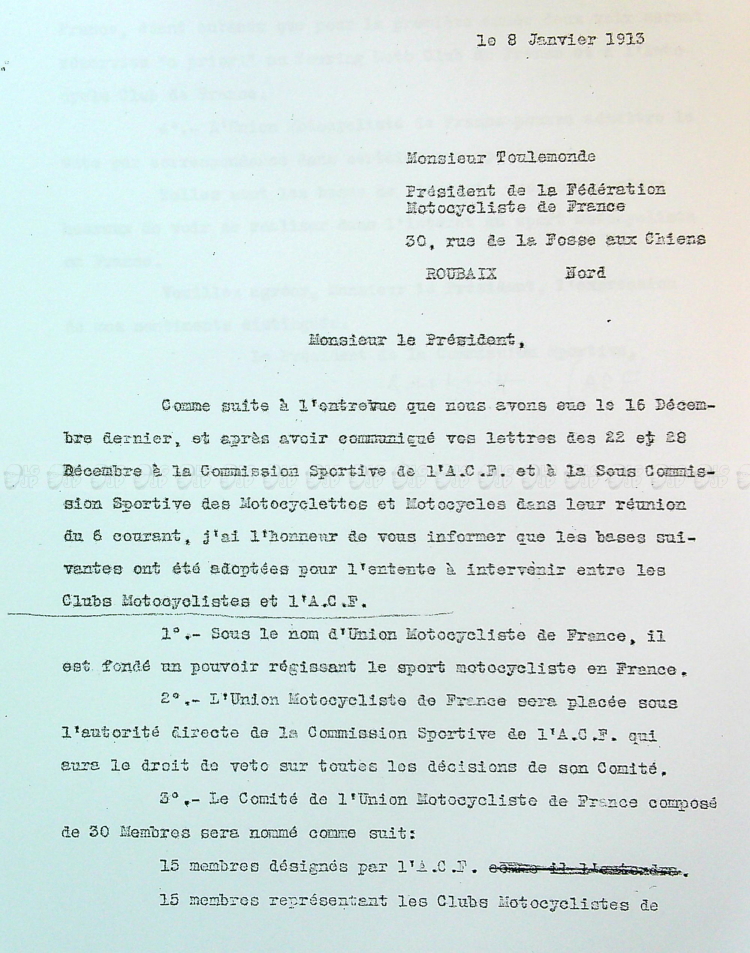 le 8 Janvier 1913
Monsieur Toulemonde
Président de la Fédération
Motocycliste de France
30, rue de la Fosse aux Chiens
ROUBAIX Nord
Monsieur le Président,
Comme suite à l'entrevue que nous avons eue le 16 Décem-
bre dernier, et après avoir communiqué vos lettres des 22 et 28
Décembre à la Commission Sportive de l'A.C.F. et à la Sous Commis-
sion Sportive des Motocyclettes et Motocycles dans leur réunion
du 6 courant, j'ai l'honneur de vous informer que les bases sui-
vantes ont été adoptées pour l'entente à intervenir entre les
Clubs Motocyclistes et l'A.C.F.
1°.- Sous le nom d'Union Motocycliste de France, il
est fondé un pouvoir régissant le sport motocycliste en France.
2°.- L'Union Motocycliste de France sera placée sous
l'autorité directe de la Commission Sportive de l'A.C.F. qui
aura le droit de veto sur toutes les décisions de son Comité.
3°.- Le Comité de l'Union Motocycliste de France composé
de 30 Membres sera nommé comme suit:
15 membres désignés par l'A.C.F. comme il l'entendra.
15 membres représentant les Clubs Motocyclistes de